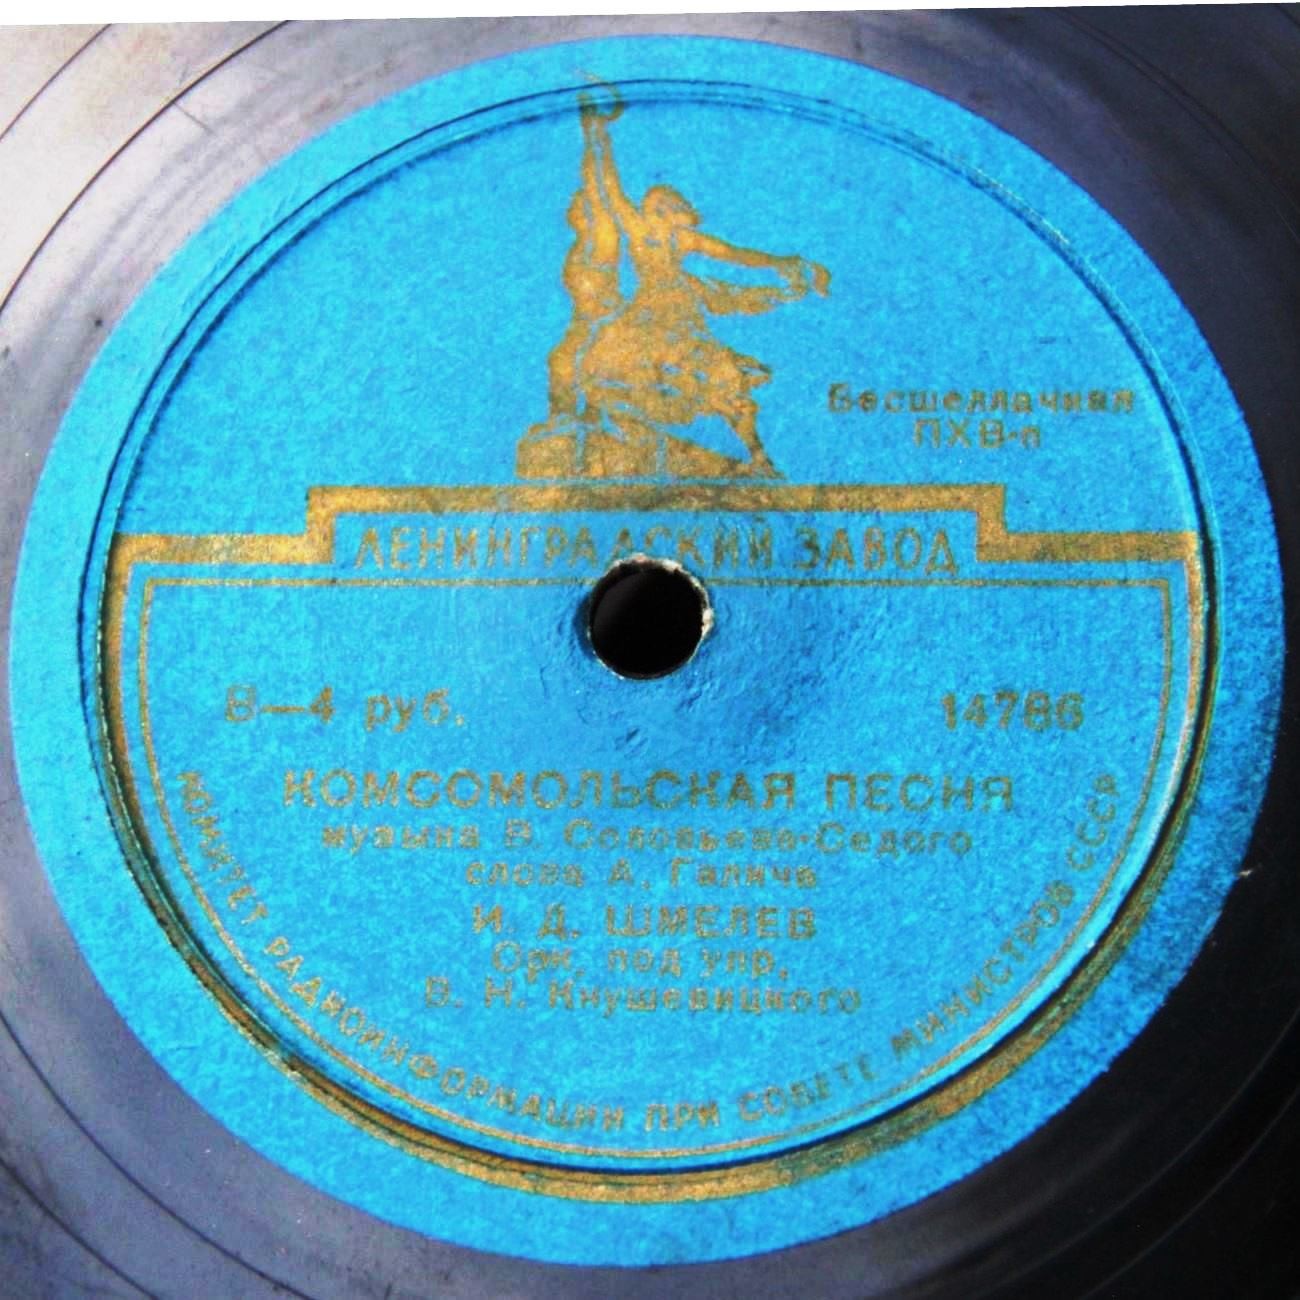 Бесшеллачная
ПХВ-п
ЛЕНИНГРАДСКИЙ ЗАВОД
В—4 руб.
14786
КОМСОМОЛЬСКАЯ ПЕСНЯ
музыка В. Соловьева-Седого
слова А. Галича
И. Д. ШМЕЛЕВ
Орк. под упр.
В. Н. Кнушевицкого
КОМИТЕТ РАДИОИНФОРМАЦИИ ПРИ СОВЕТЕ МИНИСТРОВ СССР